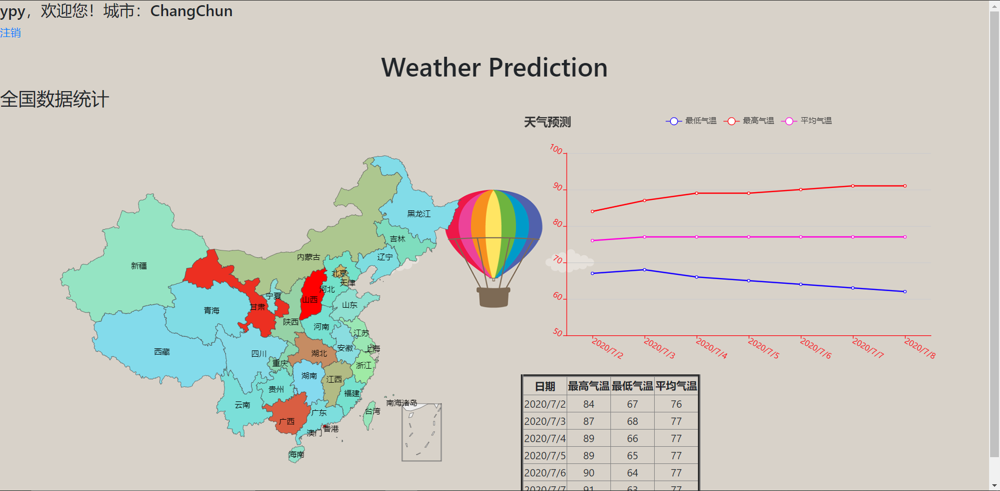 ypy，欢迎您！城市：ChangChun
注销
Weather Prediction
全国数据统计
天气预测
最低气温 最高气温 平均气温
100
90
80
70
60
50
2020/7/2 2020/7/3 2020/7/4 2020/7/5 2020/7/6 2020/7/7 2020/7/8
黑龙江
吉林
辽宁
内蒙古
新疆
北京
天津
河北
宁夏
山西
山东
甘肃
青海
陕西
河南
江苏
安徽
上海
西藏
四川
湖北
重庆
浙江
湖南
江西
贵州
福建
云南
南海诸岛
台湾
广东
广西
香港
澳门
海南
日期 最高气温 最低气温 平均气温
2020/7/2 84 67 76
2020/7/3 87 68 77
2020/7/4 89 66 77
2020/7/5 89 65 77
2020/7/6 90 64 77
2020/7/7 91 63 77